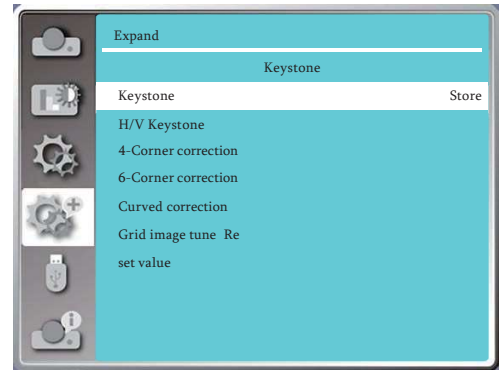 Expand
Keystone
Keystone Store
H/V Keystone
4-Corner correction
6-Corner correction
Curved correction
Grid image tune Re
set value